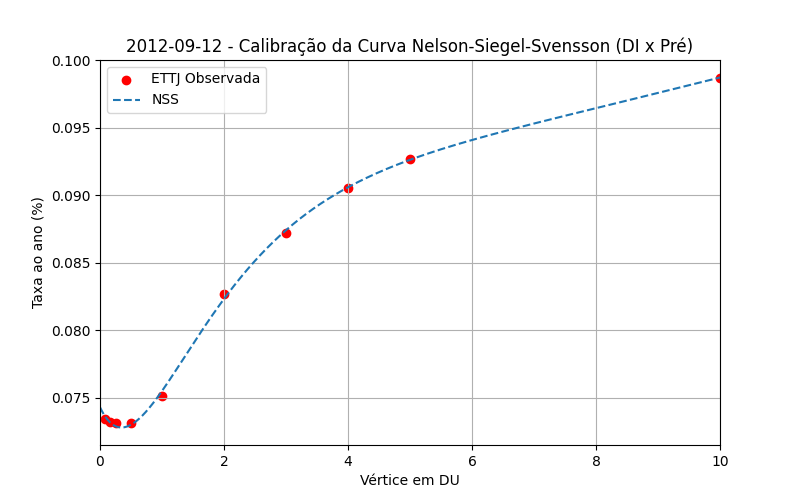 2012-09-12 - Calibração da Curva Nelson-Siegel-Svensson (DI x Pré)
ETTJ Observada
NSS
Taxa ao ano (%)
0.100
0.095
0.090
0.085
0.080
0.075
0 2 4 6 8 10
Vértice em DU